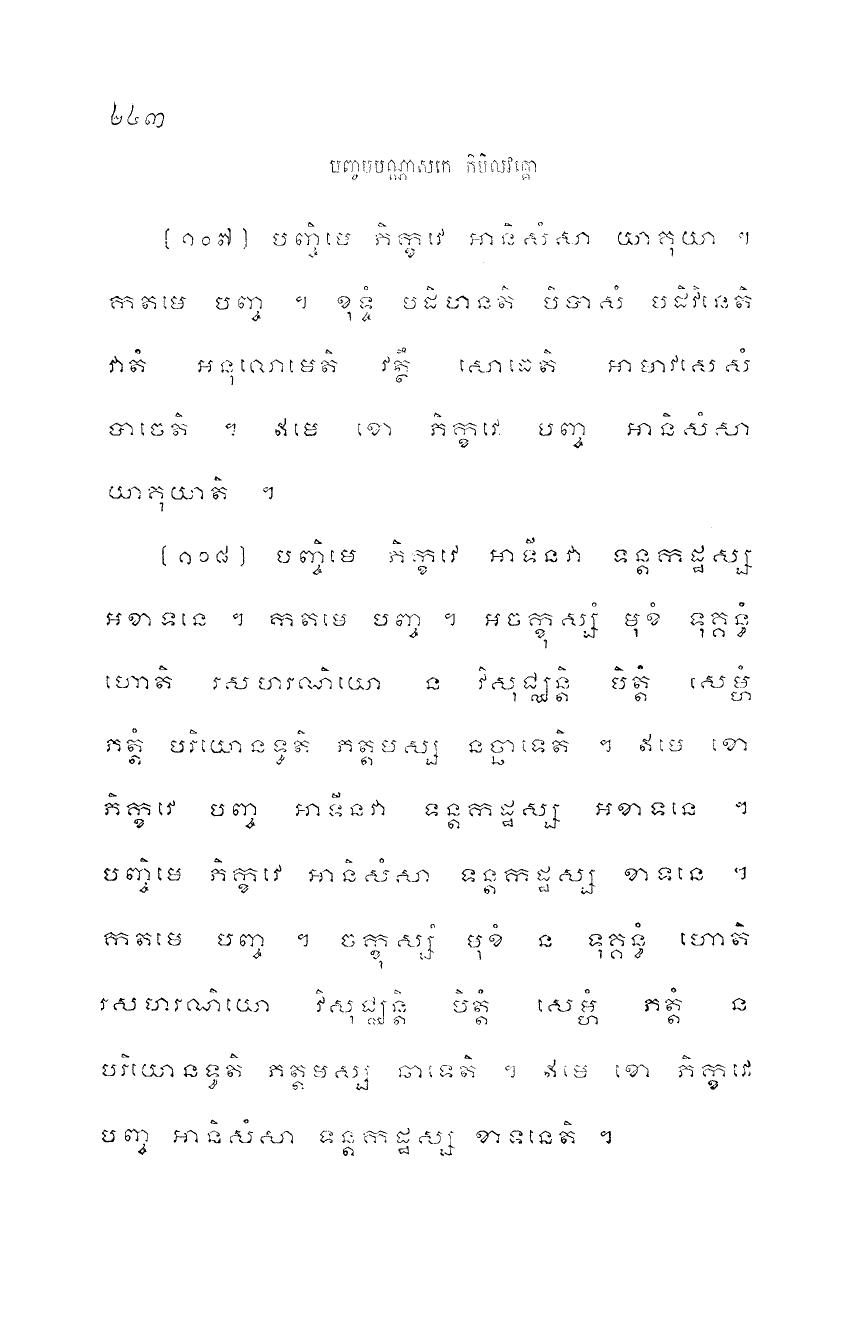 ២៤៣
បញ្ចមបណ្ណាសកេ កិមិលវគ្គោ
[១០៧] បញ្ចិមេ ភិក្ខវេ អានិសំសា យាគុយា ។
កតមេ បញ្ច ។ ខុទ្ទំ បដិហនតិ បិទាសំ បដិវិនេតិ
វាតំ អនុលោមេតិ វត្ថឹ សោធេតិ អាមាវសេសំ
បាចេតិ ។ ឥមេ ខោ ភិក្ខវេ បញ្ច អានិសំសា
យាគុយាតិ ។
[១០៨] បញ្ចិមេ ភិក្ខវេ អាទីនវា ទន្តកដ្ឋស្ស
អខាទនេ ។ កតមេ បញ្ច ។ អចក្ខុស្សំ មុខំ ទុគ្គន្ធំ
ហោតិ រសហរណិយោ ន វិសុជ្ឈន្តិ បិត្តំ សេម្ហំ
ភត្តំ បរិយោនទ្ធតិ ភត្តមស្ស នច្ឆាទេតិ ។ ឥមេ ខោ
ភិក្ខវេ បញ្ច អាទីនវា ទន្តកដ្ឋស្ស អខាទនេ ។
បញ្ចិមេ ភិក្ខវេ អានិសំសា ទន្តកដ្ឋស្ស ខាទនេ ។
កតមេ បញ្ច ។ ចក្ខុស្សំ មុខំ ន ទុគ្គន្ធំ ហោតិ
រសហរណិយោ វិសុជ្ឈន្តិ បិត្តំ សេម្ហំ ភត្តំ ន
បរិយោនទ្ធតិ ភត្តមស្ស ឆាទេតិ ។ ឥមេ ខោ ភិក្ខវេ
បញ្ច អានិសំសា ទន្តកដ្ឋស្ស ខាទនេតិ ។